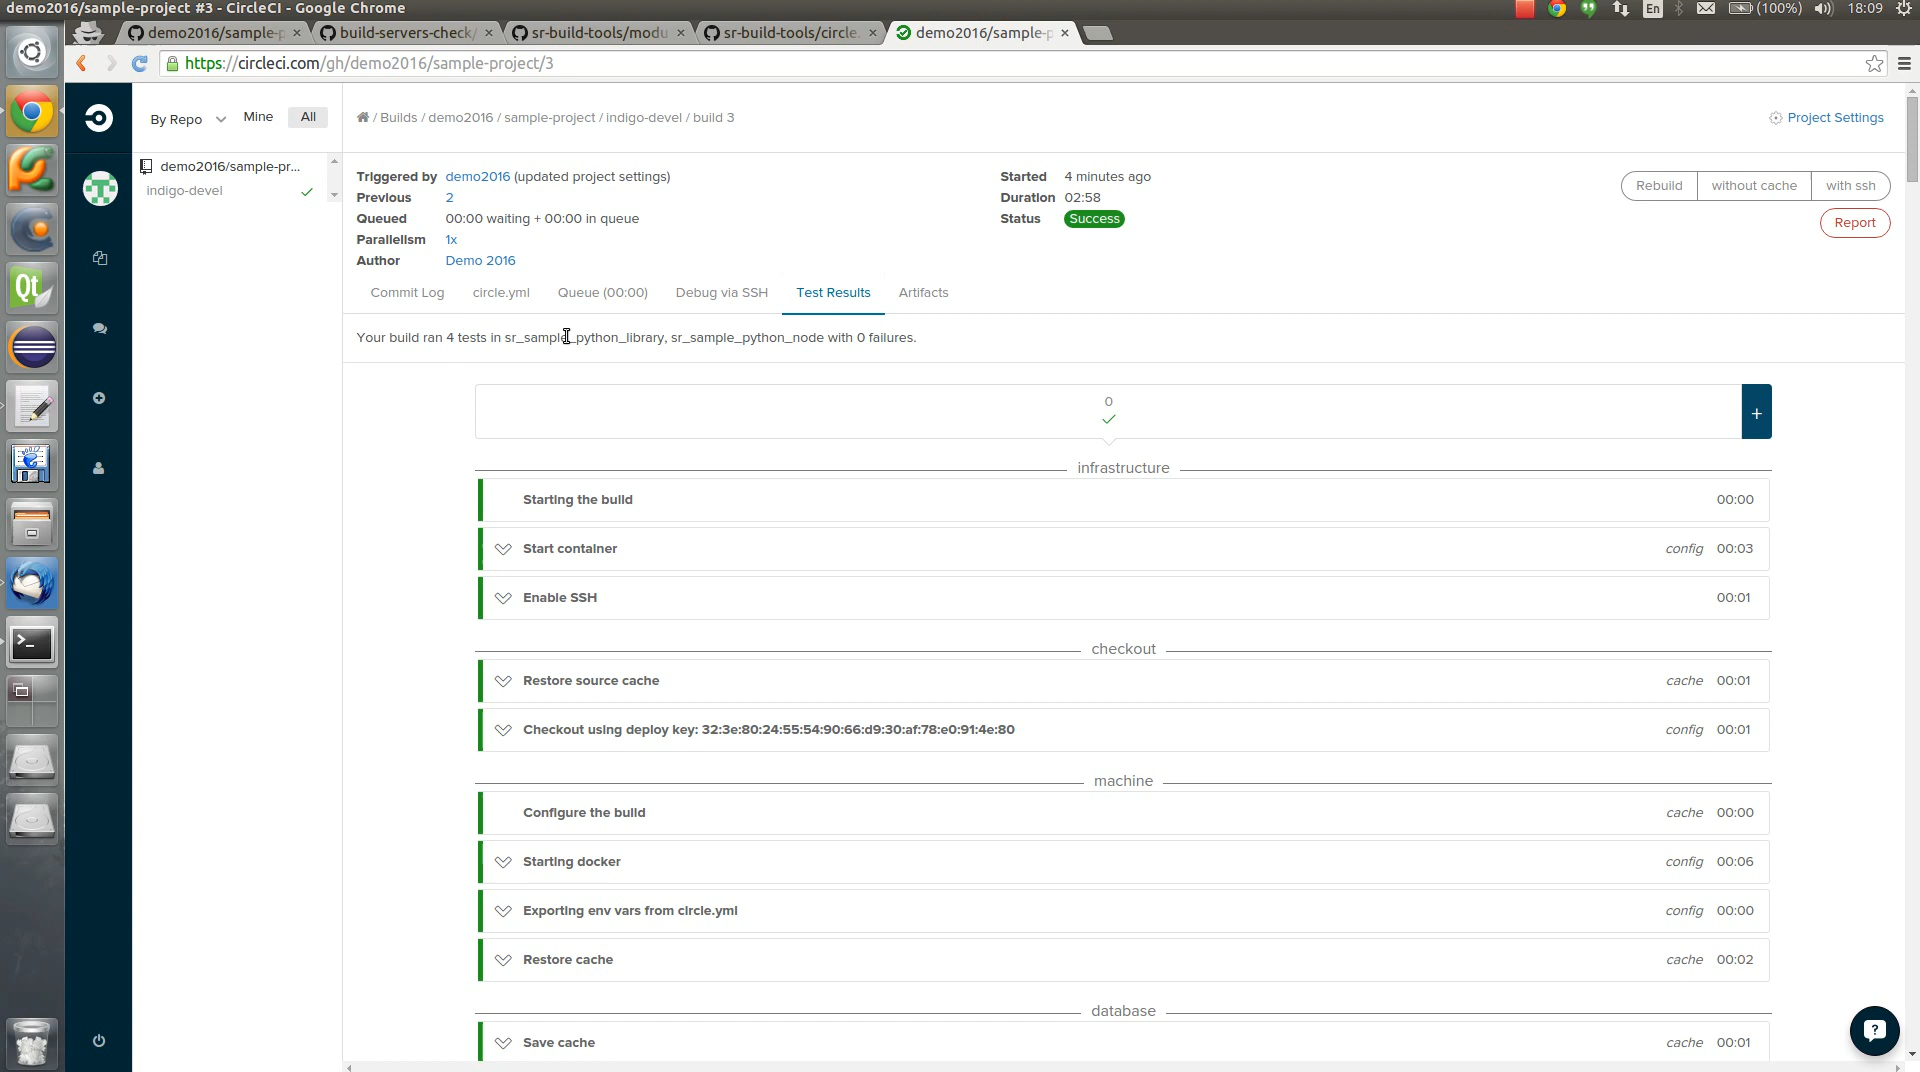 demo2016/sample-project #3 - CircleCI - Google Chrome
En
(100%)
18:09
demo2016/sample-p
build-servers-check/
sr-build-tools/modu
sr-build-tools/circle.
demo2016/sample-p
https://circleci.com/gh/demo2016/sample-project/3
By Repo
Mine
All
/ Builds / demo2016 / sample-project / indigo-devel / build 3
Project Settings
demo2016/sample-pr...
indigo-devel
Triggered by demo2016 (updated project settings)
Previous 2
Queued 00:00 waiting + 00:00 in queue
Parallelism 1x
Author Demo 2016
Started 4 minutes ago
Duration 02:58
Status Success
Rebuild
without cache
with ssh
Report
Commit Log
circle.yml
Queue (00:00)
Debug via SSH
Test Results
Artifacts
Your build ran 4 tests in sr_sample_python_library, sr_sample_python_node with 0 failures.
0
+
infrastructure
Starting the build 00:00
Start container config 00:03
Enable SSH 00:01
checkout
Restore source cache cache 00:01
Checkout using deploy key: 32:3e:80:24:55:54:90:66:d9:30:af:78:e0:91:4e:80 config 00:01
machine
Configure the build cache 00:00
Starting docker config 00:06
Exporting env vars from circle.yml config 00:00
Restore cache cache 00:02
database
Save cache cache 00:01
Qt